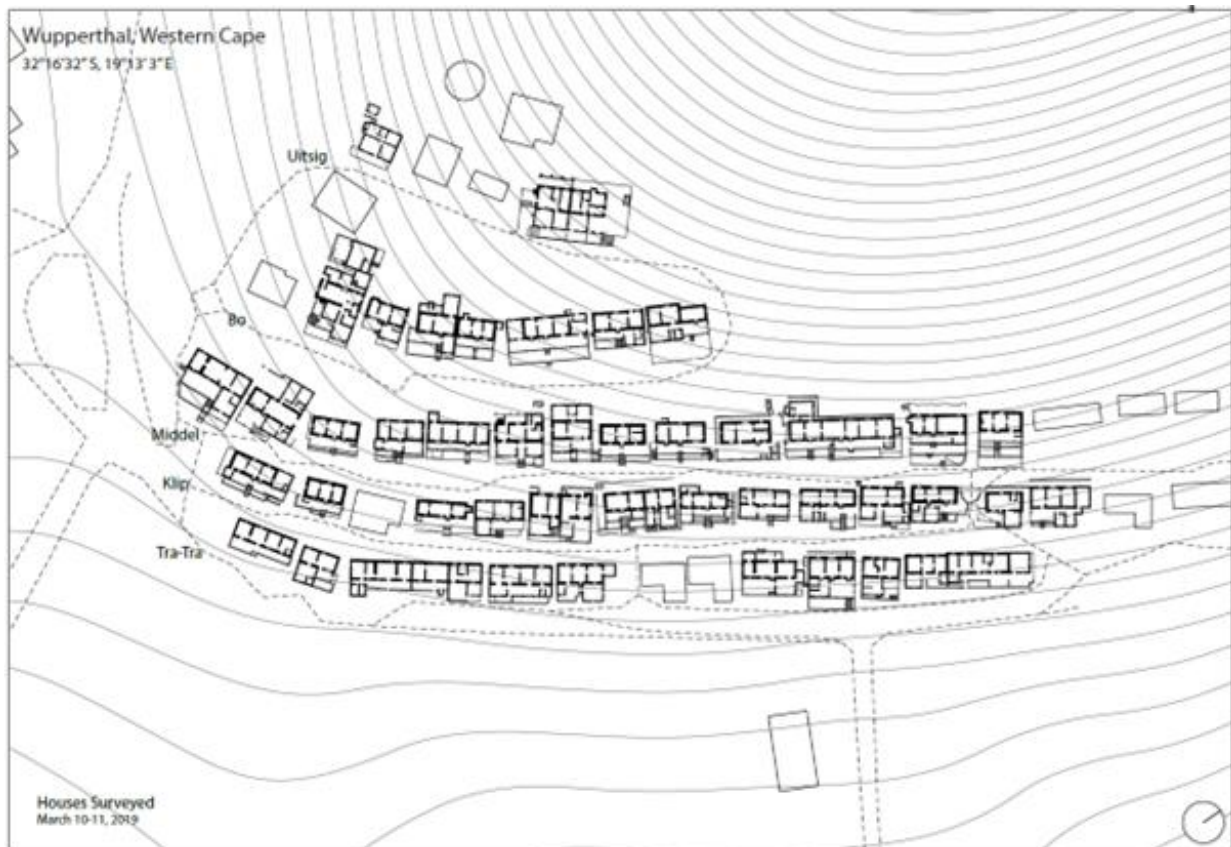 Wupperthal, Western Cape
32°16'32" S, 19°13' 3" E
Uitsig
Bo
Middel
Klip
Tra-Tra
Houses Surveyed
March 10-11, 2019